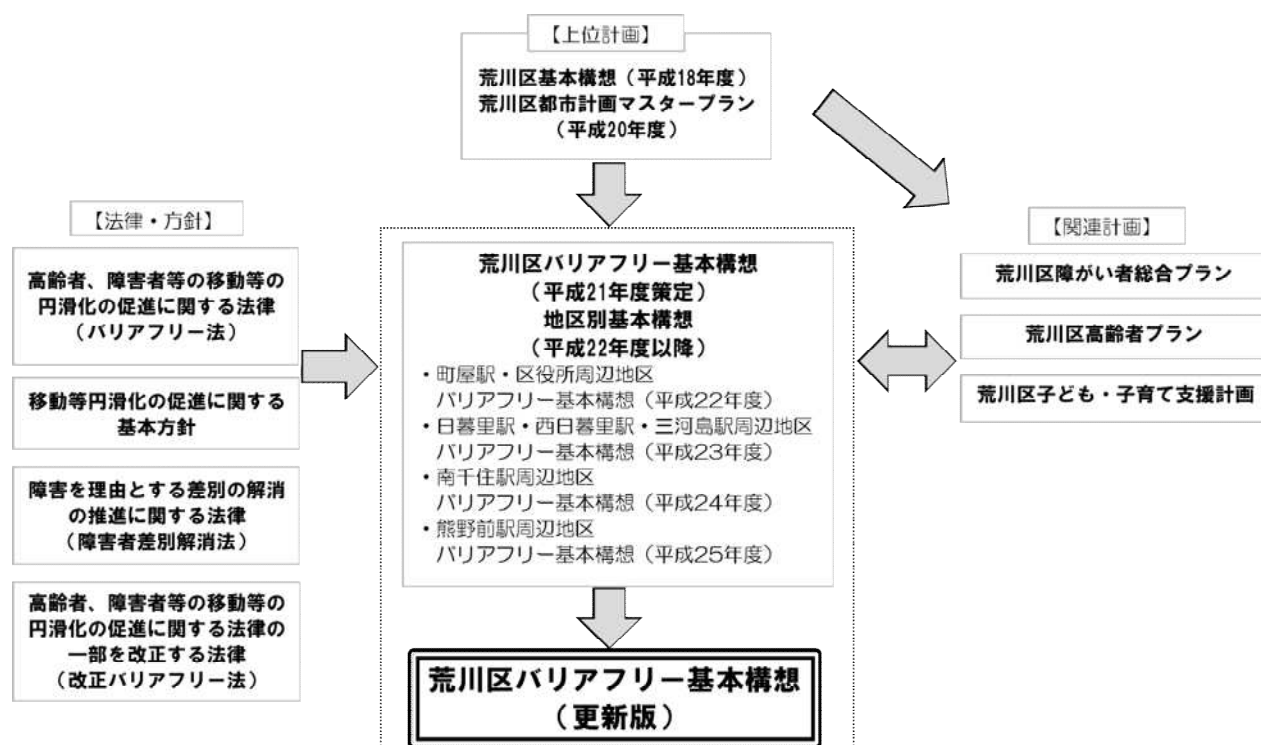 【上位計画】
荒川区基本構想(平成18年度)
荒川区都市計画マスタープラン
(平成20年度)
【法律・方針】
高齢者、障害者等の移動等の
円滑化の促進に関する法律
(バリアフリー法)
移動等円滑化の促進に関する
基本方針
障害を理由とする差別の解消
の推進に関する法律
(障害者差別解消法)
高齢者、障害者等の移動等の
円滑化の促進に関する法律の
一部を改正する法律
(改正バリアフリー法)
荒川区バリアフリー基本構想
(平成21年度策定)
地区別基本構想
(平成22年度以降)
・町屋駅・区役所周辺地区
バリアフリー基本構想(平成22年度)
・日暮里駅・西日暮里駅・三河島駅周辺地区
バリアフリー基本構想(平成23年度)
・南千住駅周辺地区
バリアフリー基本構想(平成24年度)
・熊野前駅周辺地区
バリアフリー基本構想(平成25年度)
荒川区バリアフリー基本構想
(更新版)
【関連計画】
荒川区障がい者総合プラン
荒川区高齢者プラン
荒川区子ども・子育て支援計画